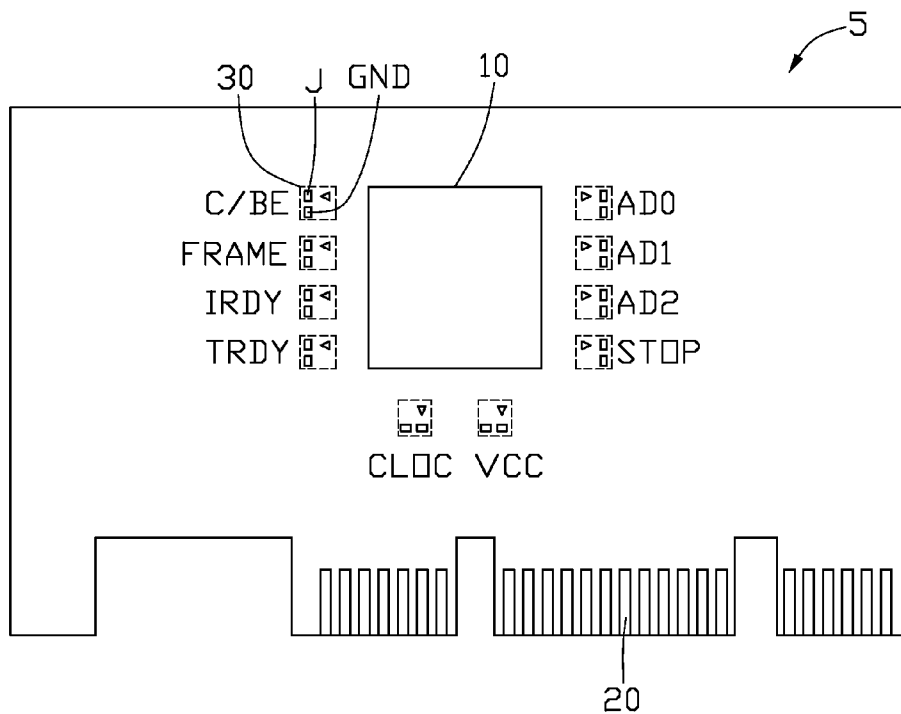 5
30 J GND 10
C/BE AD0
FRAME AD1
IRDY AD2
TRDY STOP
CLOC VCC
20